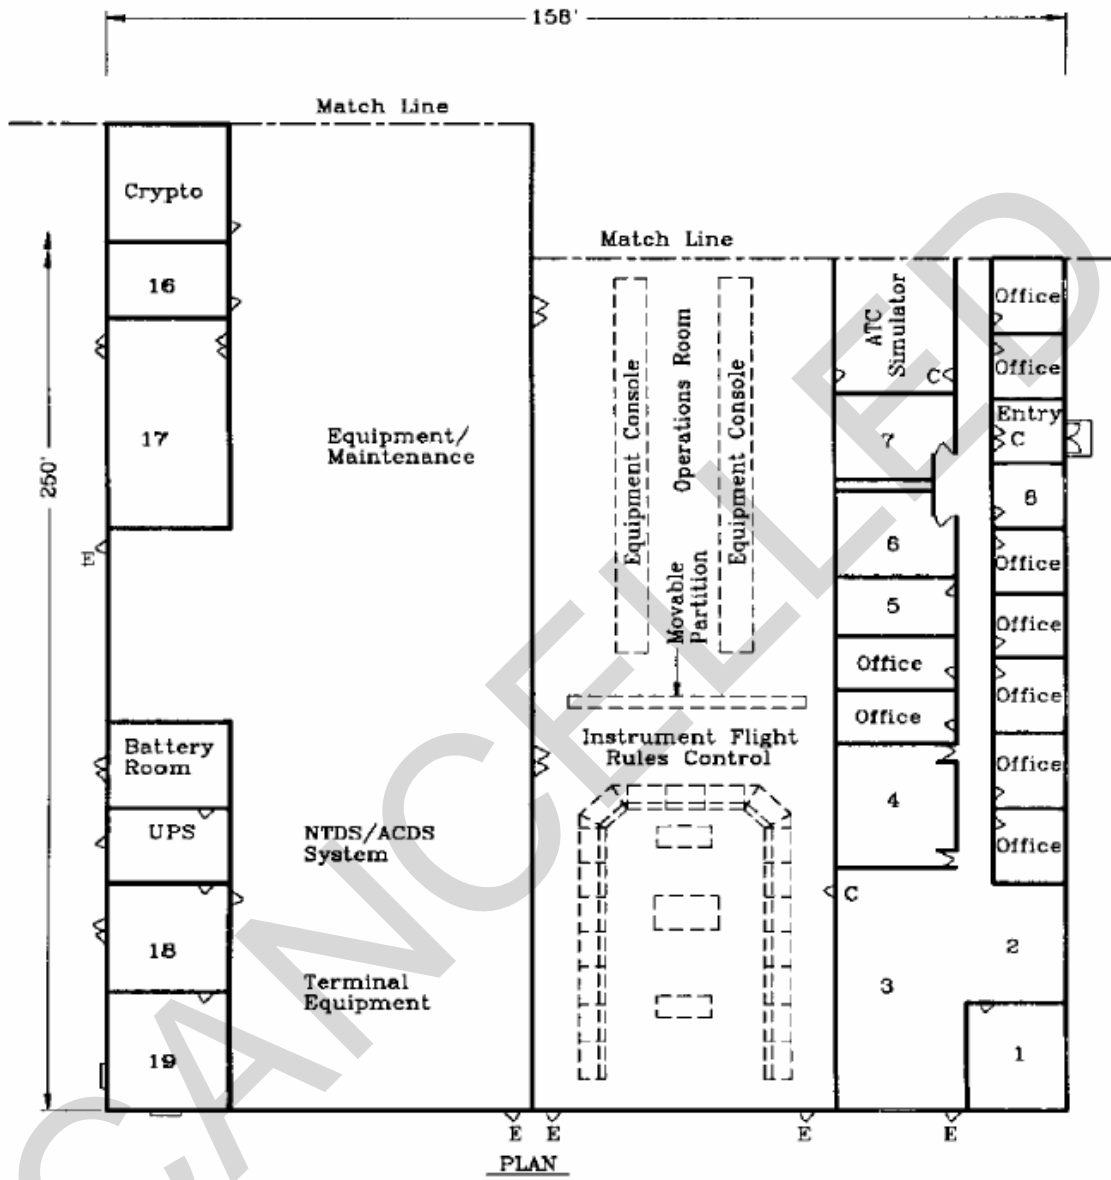 158'
Match Line
Crypto
Match Line
16
Office
ATC
Simulator
Operations Room
Equipment Console
Equipment Console
250'
C
Office
Entry
C
17
Equipment/
Maintenance
7
8
E
6
Office
5
Movable
Partition
Office
Office
Office
Office
Battery
Room
Instrument Flight
Rules Control
Office
UPS
NTDS/ACDS
System
4
Office
C
18
2
Terminal
Equipment
3
19
1
E
E
E
E
PLAN
CANCELLED